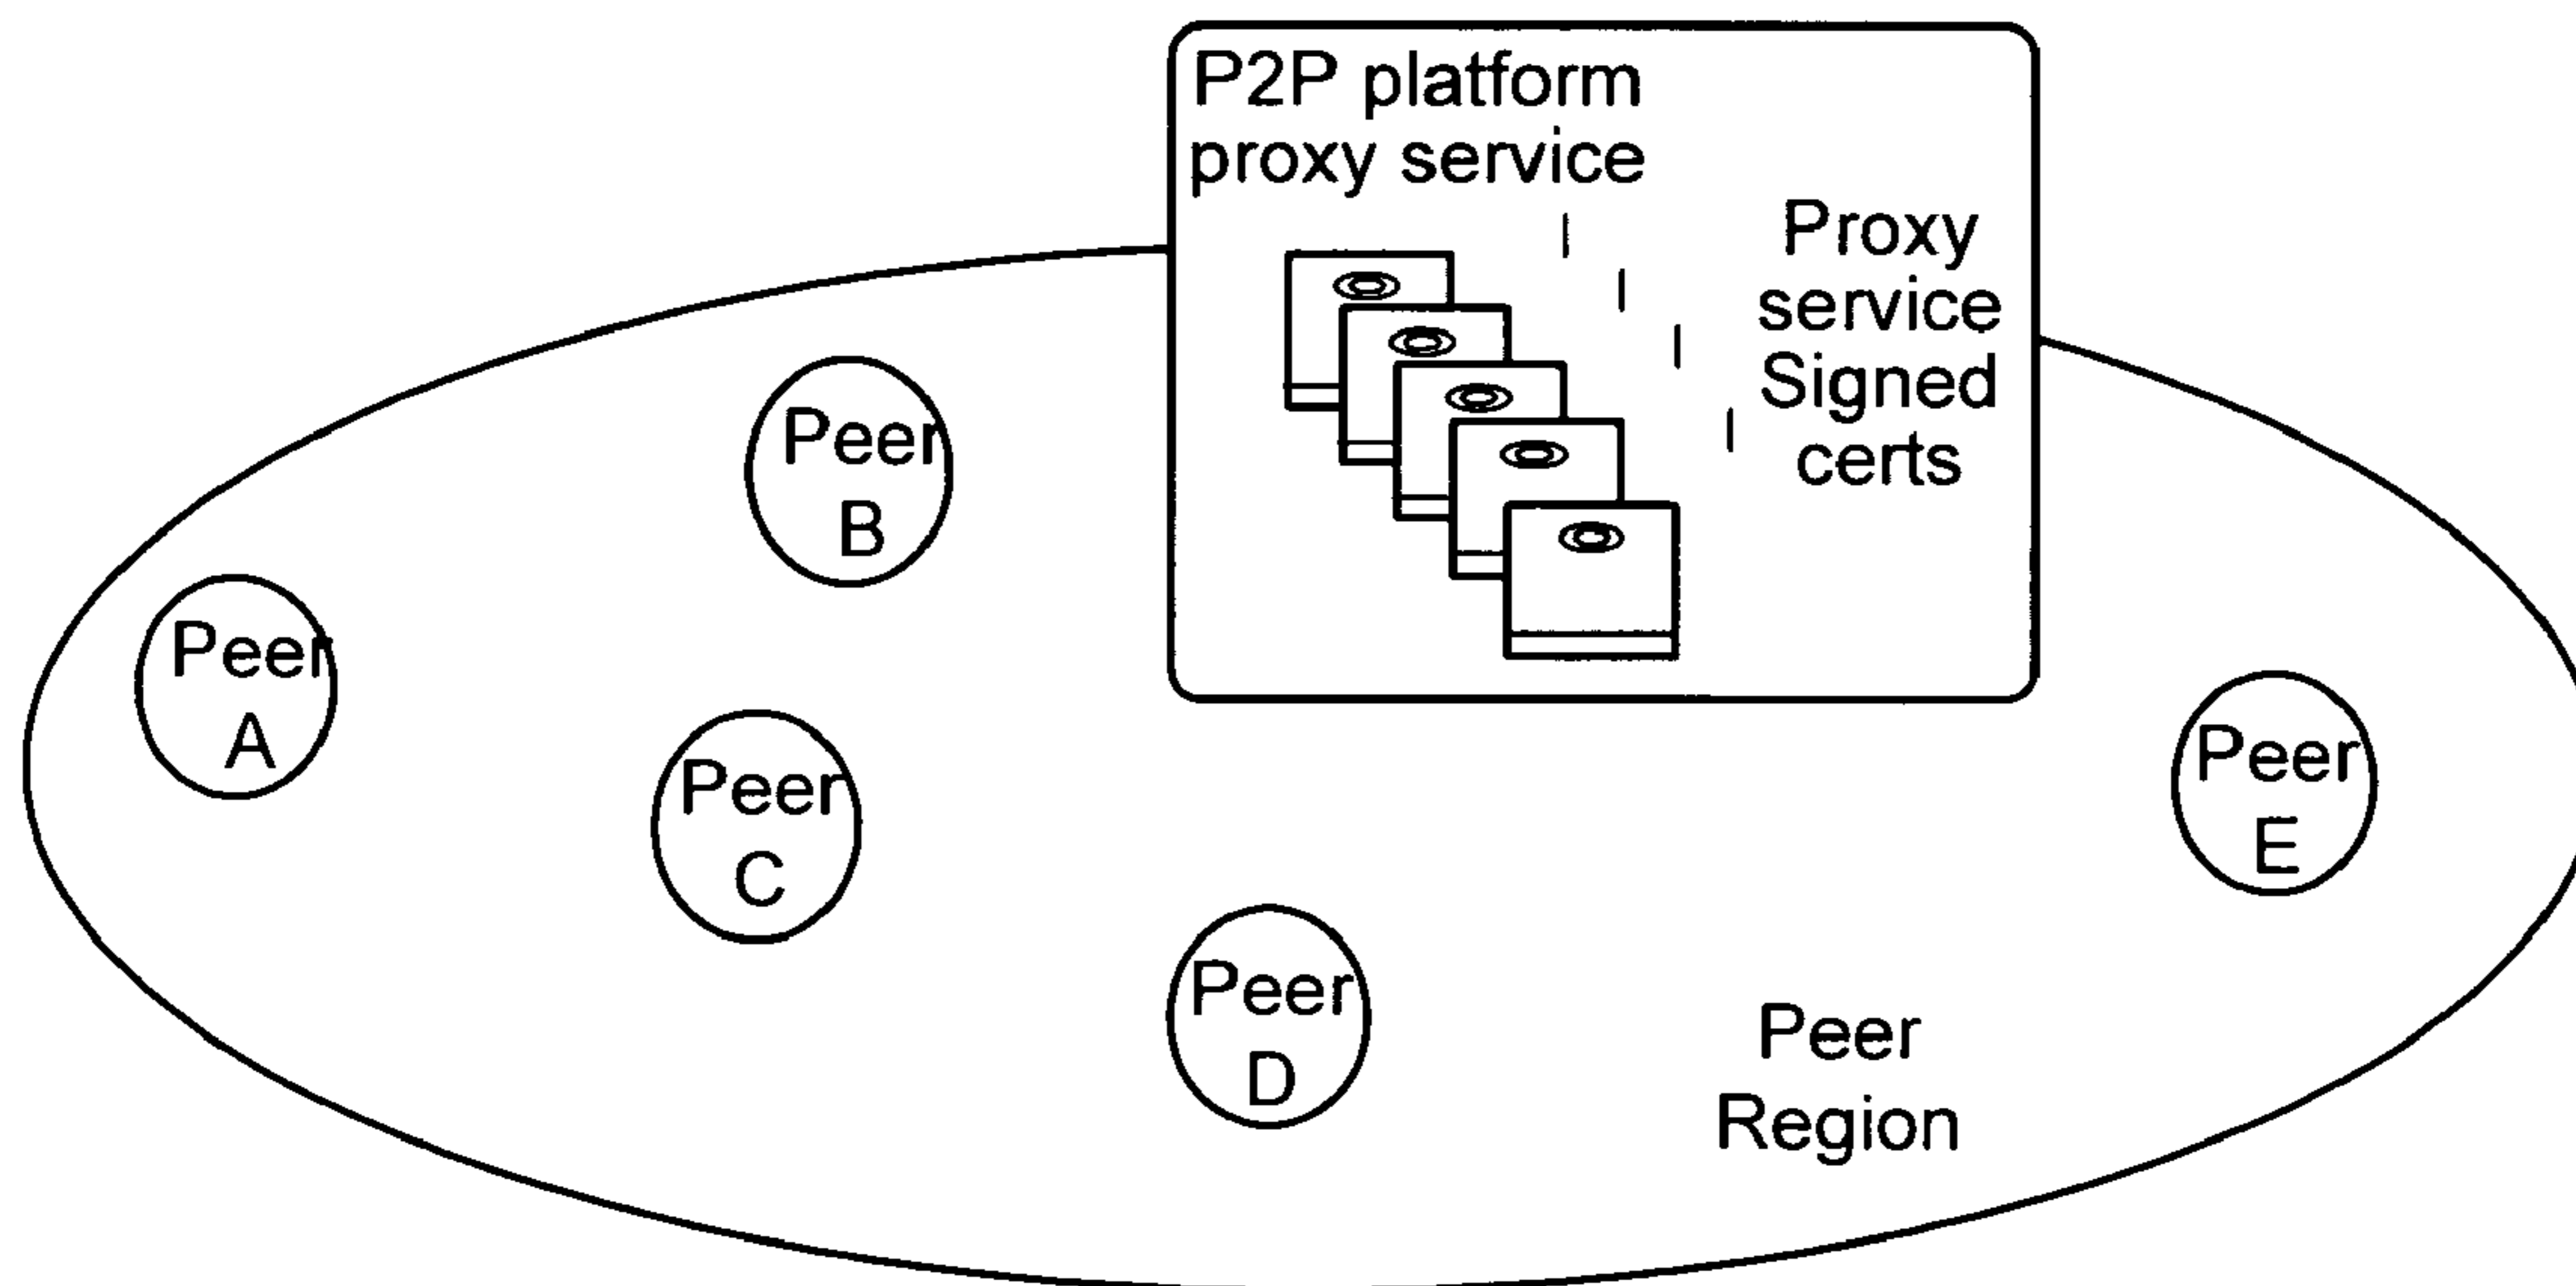 P2P platform
proxy service
Proxy
service
Signed
certs
Peer
B
Peer
A
Peer
C
Peer
E
Peer
D
Peer
Region